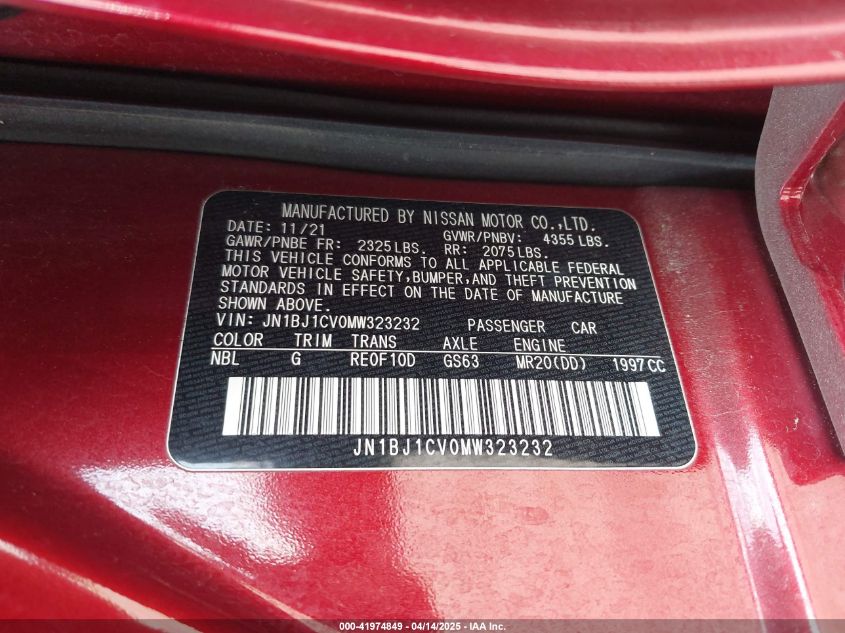 MANUFACTURED BY NISSAN MOTOR CO.,LTD.
DATE: 11/21 GVWR/PNBV: 4355 LBS.
GAWR/PNBE FR: 2325 LBS. RR: 2075 LBS.
THIS VEHICLE CONFORMS TO ALL APPLICABLE FEDERAL
MOTOR VEHICLE SAFETY, BUMPER, AND THEFT PREVENTION
STANDARDS IN EFFECT ON THE DATE OF MANUFACTURE
SHOWN ABOVE.
VIN: JN1BJ1CV0MW323232 PASSENGER CAR
COLOR TRIM TRANS AXLE ENGINE
NBL G RE0F10D GS63 MR20(DD) 1997CC
JN1BJ1CV0MW323232
000-41974849 | 04/14/2025 - IAA Inc.